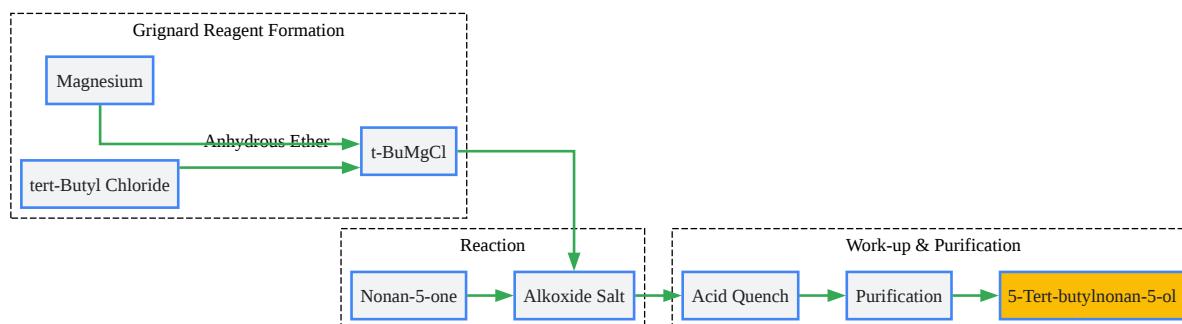 Grignard Reagent Formation
Magnesium
Anhydrous Ether
t-BuMgCl
tert-Butyl Chloride
Reaction
Nonan-5-one
Alkoxide Salt
Work-up & Purification
Acid Quench
Purification
5-Tert-butylnonan-5-ol